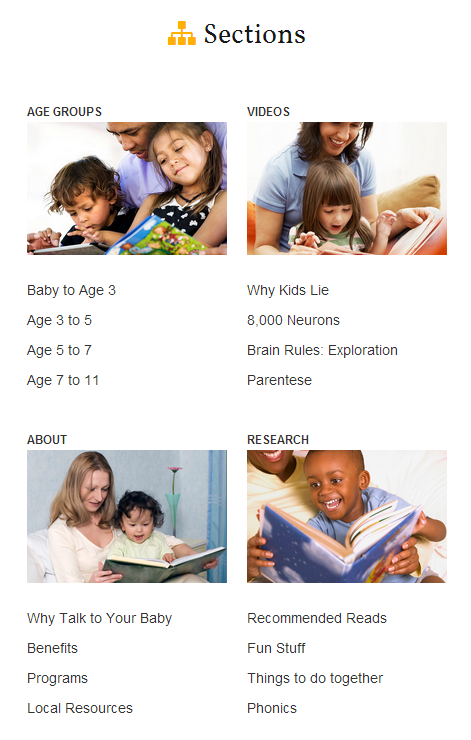 Sections
AGE GROUPS
Baby to Age 3
Age 3 to 5
Age 5 to 7
Age 7 to 11
VIDEOS
Why Kids Lie
8,000 Neurons
Brain Rules: Exploration
Parentese
ABOUT
Why Talk to Your Baby
Benefits
Programs
Local Resources
RESEARCH
Recommended Reads
Fun Stuff
Things to do together
Phonics